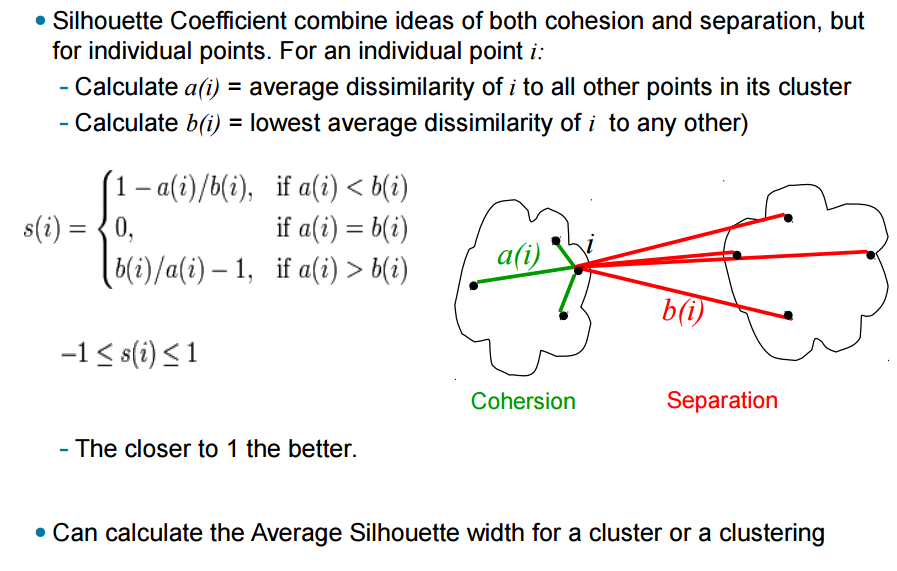 • Silhouette Coefficient combine ideas of both cohesion and separation, but
for individual points. For an individual point i:
- Calculate a(i) = average dissimilarity of i to all other points in its cluster
- Calculate b(i) = lowest average dissimilarity of i to any other)
s(i) = { 1 – a(i)/b(i), if a(i) < b(i)
0, if a(i) = b(i)
b(i)/a(i) – 1, if a(i) > b(i)
a(i)
i
b(i)
–1 ≤ s(i) ≤ 1
Cohersion
Separation
- The closer to 1 the better.
• Can calculate the Average Silhouette width for a cluster or a clustering